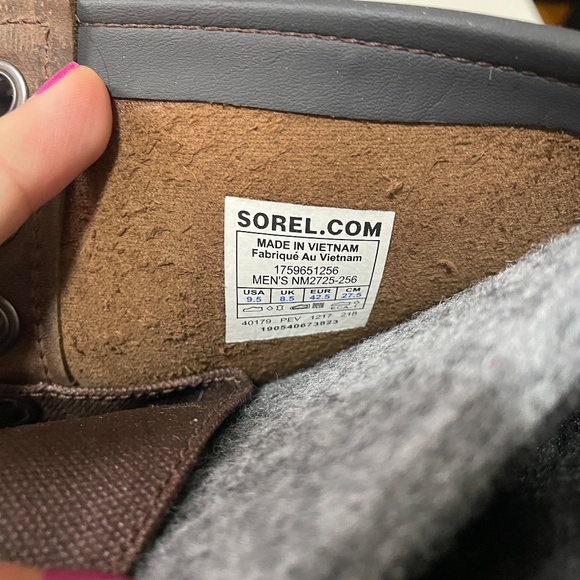 SOREL.COM
MADE IN VIETNAM
Fabriqué Au Vietnam
1759651256
MEN'S NM2725-256
USA UK EUR CM
9.5 8.5 42.5 27.5
40179 PEV 1217 218
190540673823